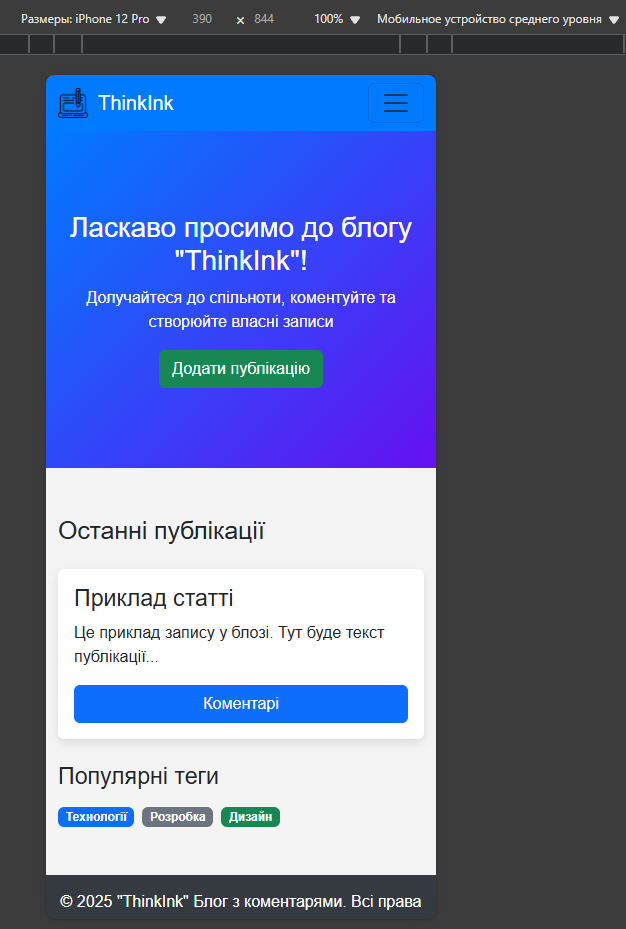 Размеры: iPhone 12 Pro 390 × 844 100% Мобильное устройство среднего уровня
ThinkInk
Ласкаво просимо до блогу
"ThinkInk"!
Долучайтеся до спільноти, коментуйте та
створюйте власні записи
Додати публікацію
Останні публікації
Приклад статті
Це приклад запису у блозі. Тут буде текст
публікації...
Коментарі
Популярні теги
Технології Розробка Дизайн
© 2025 "ThinkInk" Блог з коментарями. Всі права